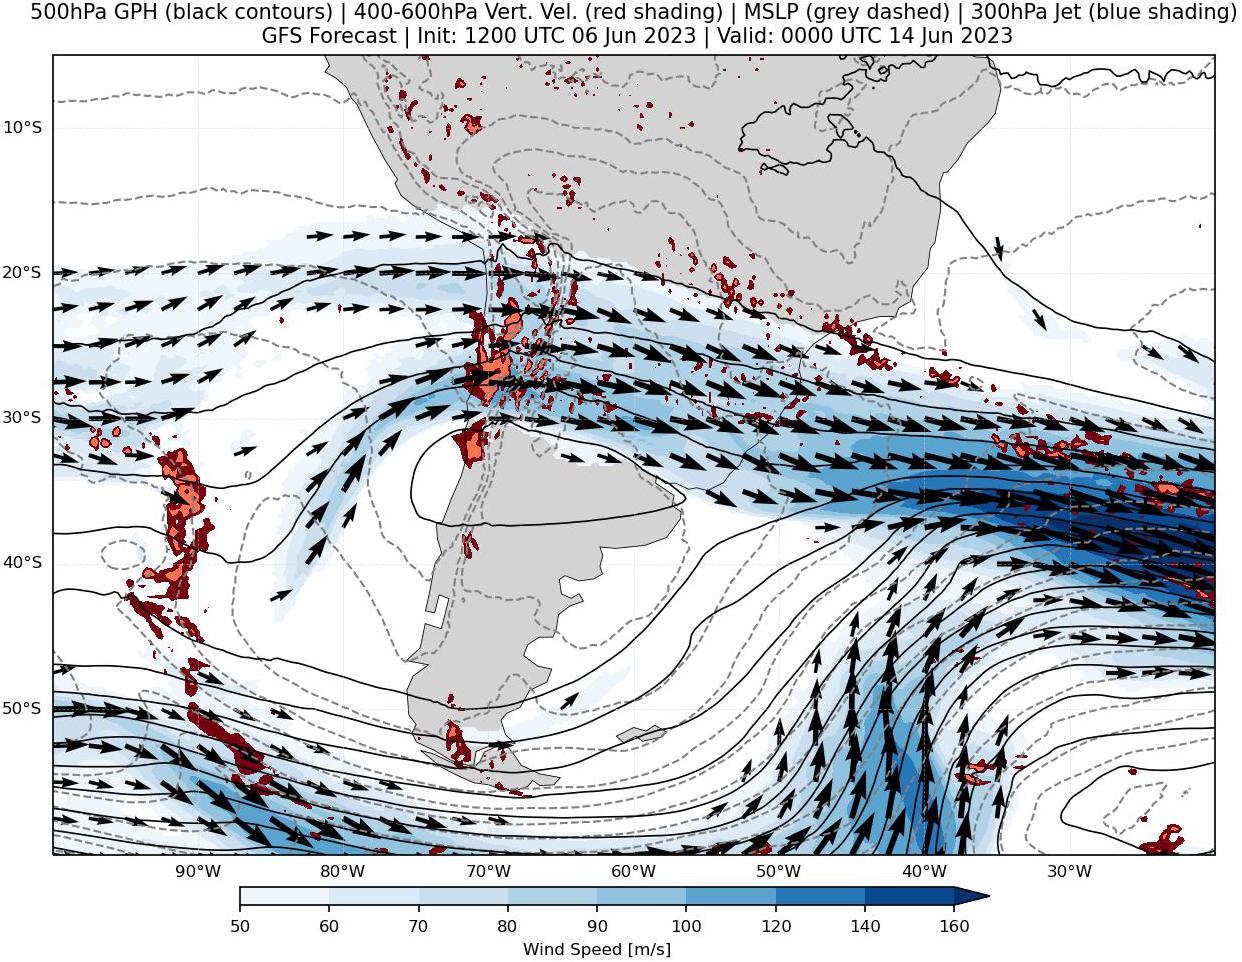 500hPa GPH (black contours) | 400-600hPa Vert. Vel. (red shading) | MSLP (grey dashed) | 300hPa Jet (blue shading)
GFS Forecast | Init: 1200 UTC 06 Jun 2023 | Valid: 0000 UTC 14 Jun 2023
10°S
20°S
30°S
40°S
50°S
90°W 80°W 70°W 60°W 50°W 40°W 30°W
50 60 70 80 90 100 120 140 160
Wind Speed [m/s]